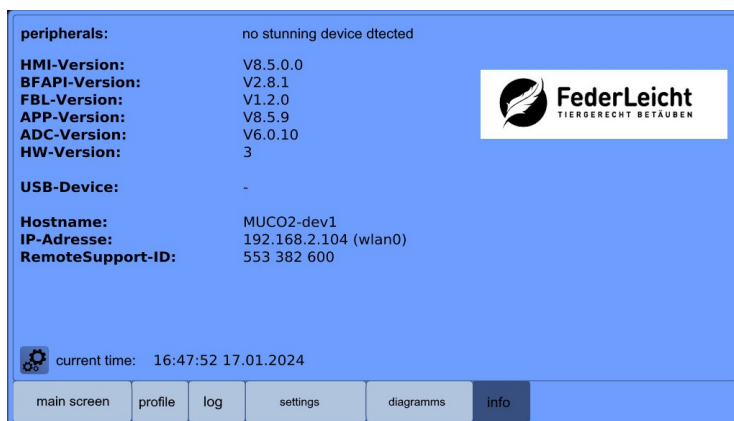 peripherals: no stunning device dtected
HMI-Version: V8.5.0.0
BFAPI-Version: V2.8.1
FBL-Version: V1.2.0
APP-Version: V8.5.9
ADC-Version: V6.0.10
HW-Version: 3
FederLeicht
TIERGERECHT BETÄUBEN
USB-Device: -
Hostname: MUCO2-dev1
IP-Adresse: 192.168.2.104 (wlan0)
RemoteSupport-ID: 553 382 600
current time: 16:47:52 17.01.2024
main screen profile log settings diagramms info